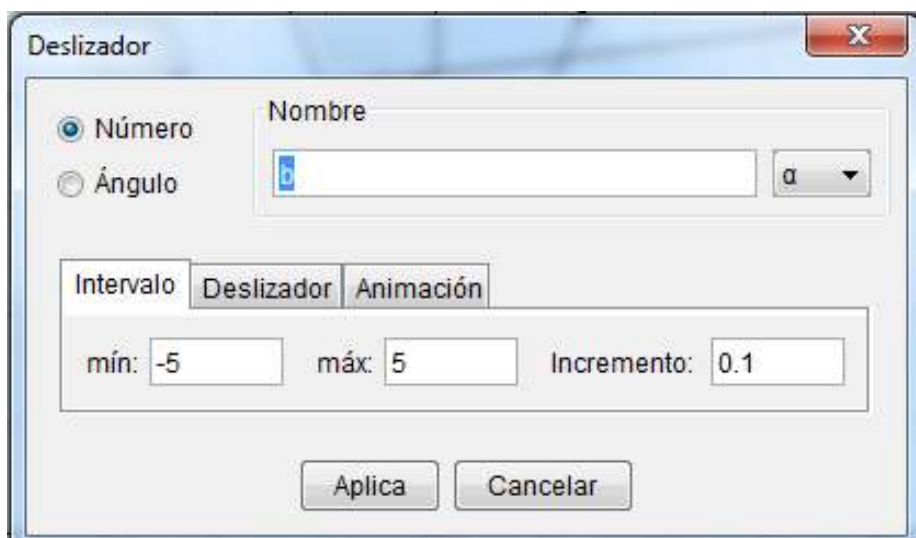 Deslizador
Número
Ángulo
Nombre
b
α
Intervalo Deslizador Animación
mín: -5 máx: 5 Incremento: 0.1
Aplica Cancelar